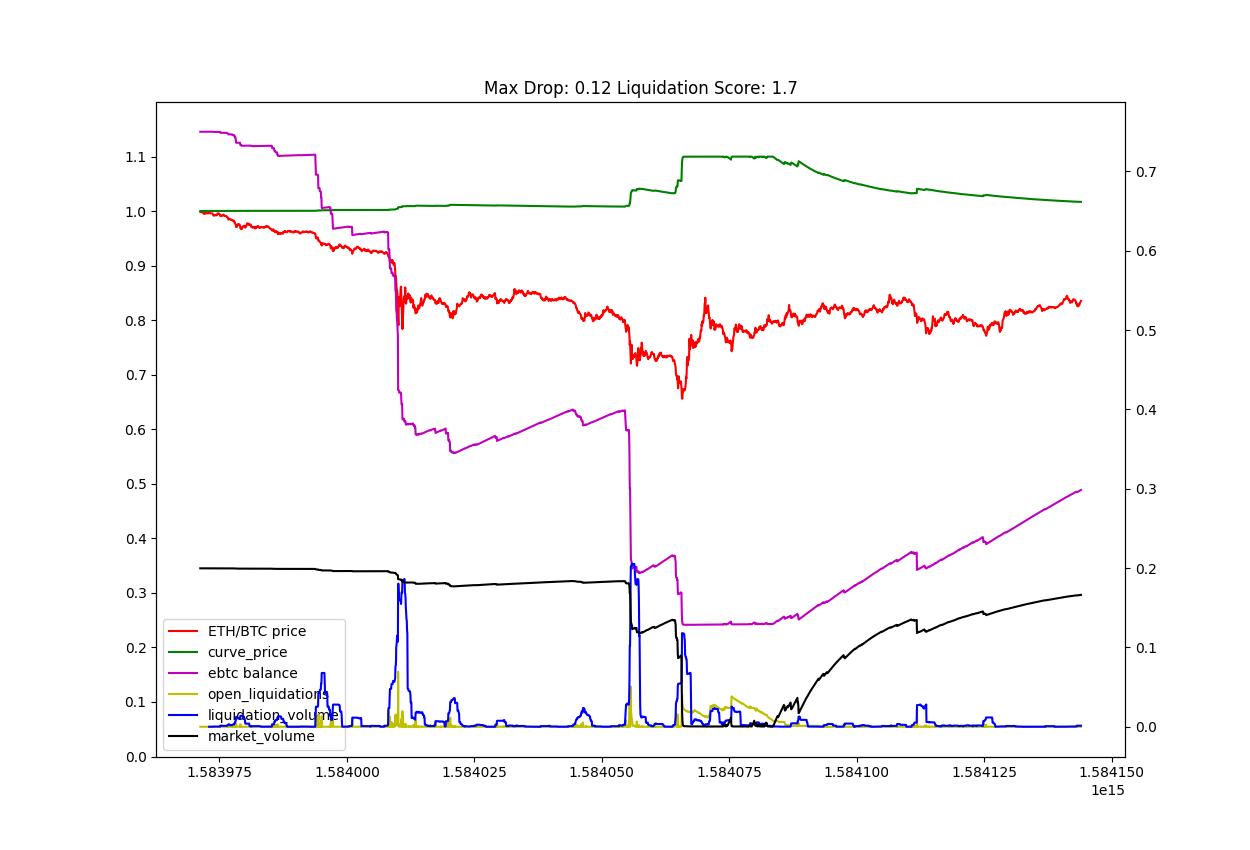 Max Drop: 0.12 Liquidation Score: 1.7
1.1
1.0
0.9
0.8
0.7
0.6
0.5
0.4
0.3
0.2
0.1
0.0
0.7
0.6
0.5
0.4
0.3
0.2
0.1
0.0
ETH/BTC price
curve_price
ebtc balance
open_liquidations
liquidation_volume
market_volume
1.583975 1.584000 1.584025 1.584050 1.584075 1.584100 1.584125 1.584150
1e15